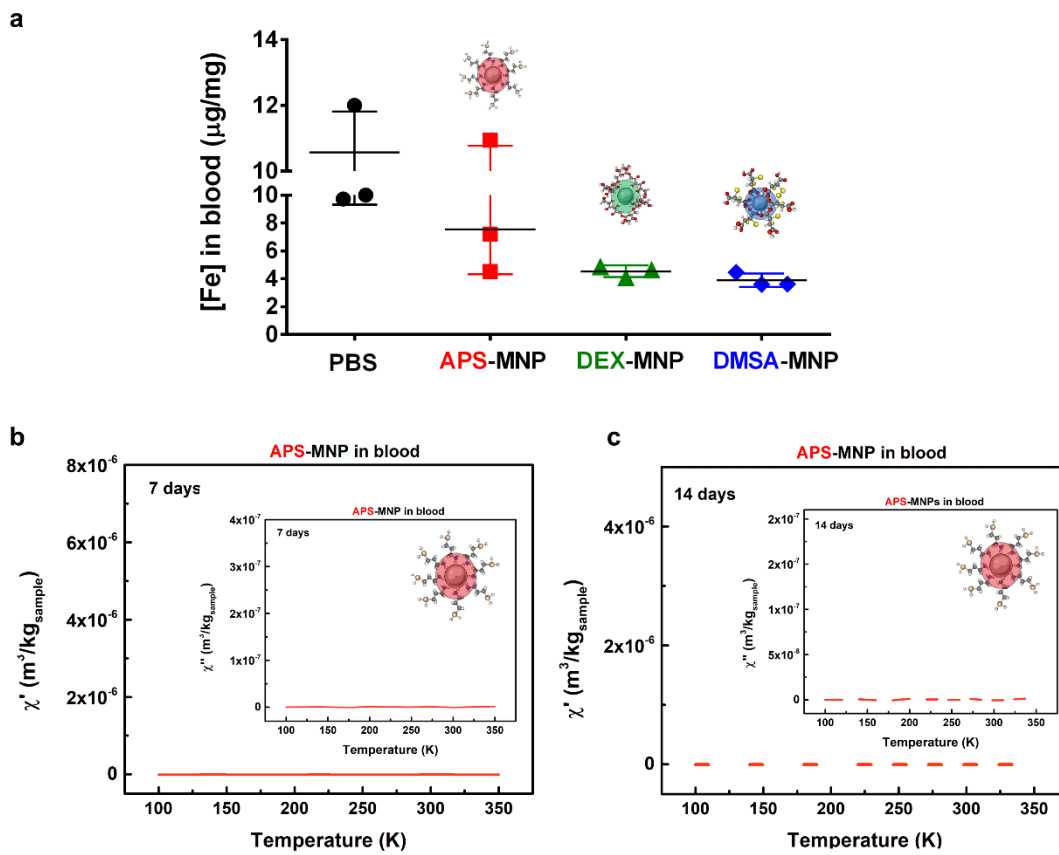 a
[Fe] in blood (µg/mg)
14
12
10
10
8
6
4
2
0
PBS
APS-MNP
DEX-MNP
DMSA-MNP
b
APS-MNP in blood
7 days
χ' (m³/kgsample)
8x10⁻⁶
6x10⁻⁶
4x10⁻⁶
2x10⁻⁶
0
100 150 200 250 300 350
Temperature (K)
APS-MNP in blood
7 days
χ'' (m³/kgsample)
4x10⁻⁷
3x10⁻⁷
2x10⁻⁷
1x10⁻⁷
0
100 150 200 250 300 350
Temperature (K)
c
APS-MNP in blood
14 days
χ' (m³/kgsample)
4x10⁻⁶
2x10⁻⁶
0
100 150 200 250 300 350
Temperature (K)
APS-MNPs in blood
14 days
χ'' (m³/kgsample)
2x10⁻⁷
2x10⁻⁷
1x10⁻⁷
5x10⁻⁸
0
100 150 200 250 300 350
Temperature (K)